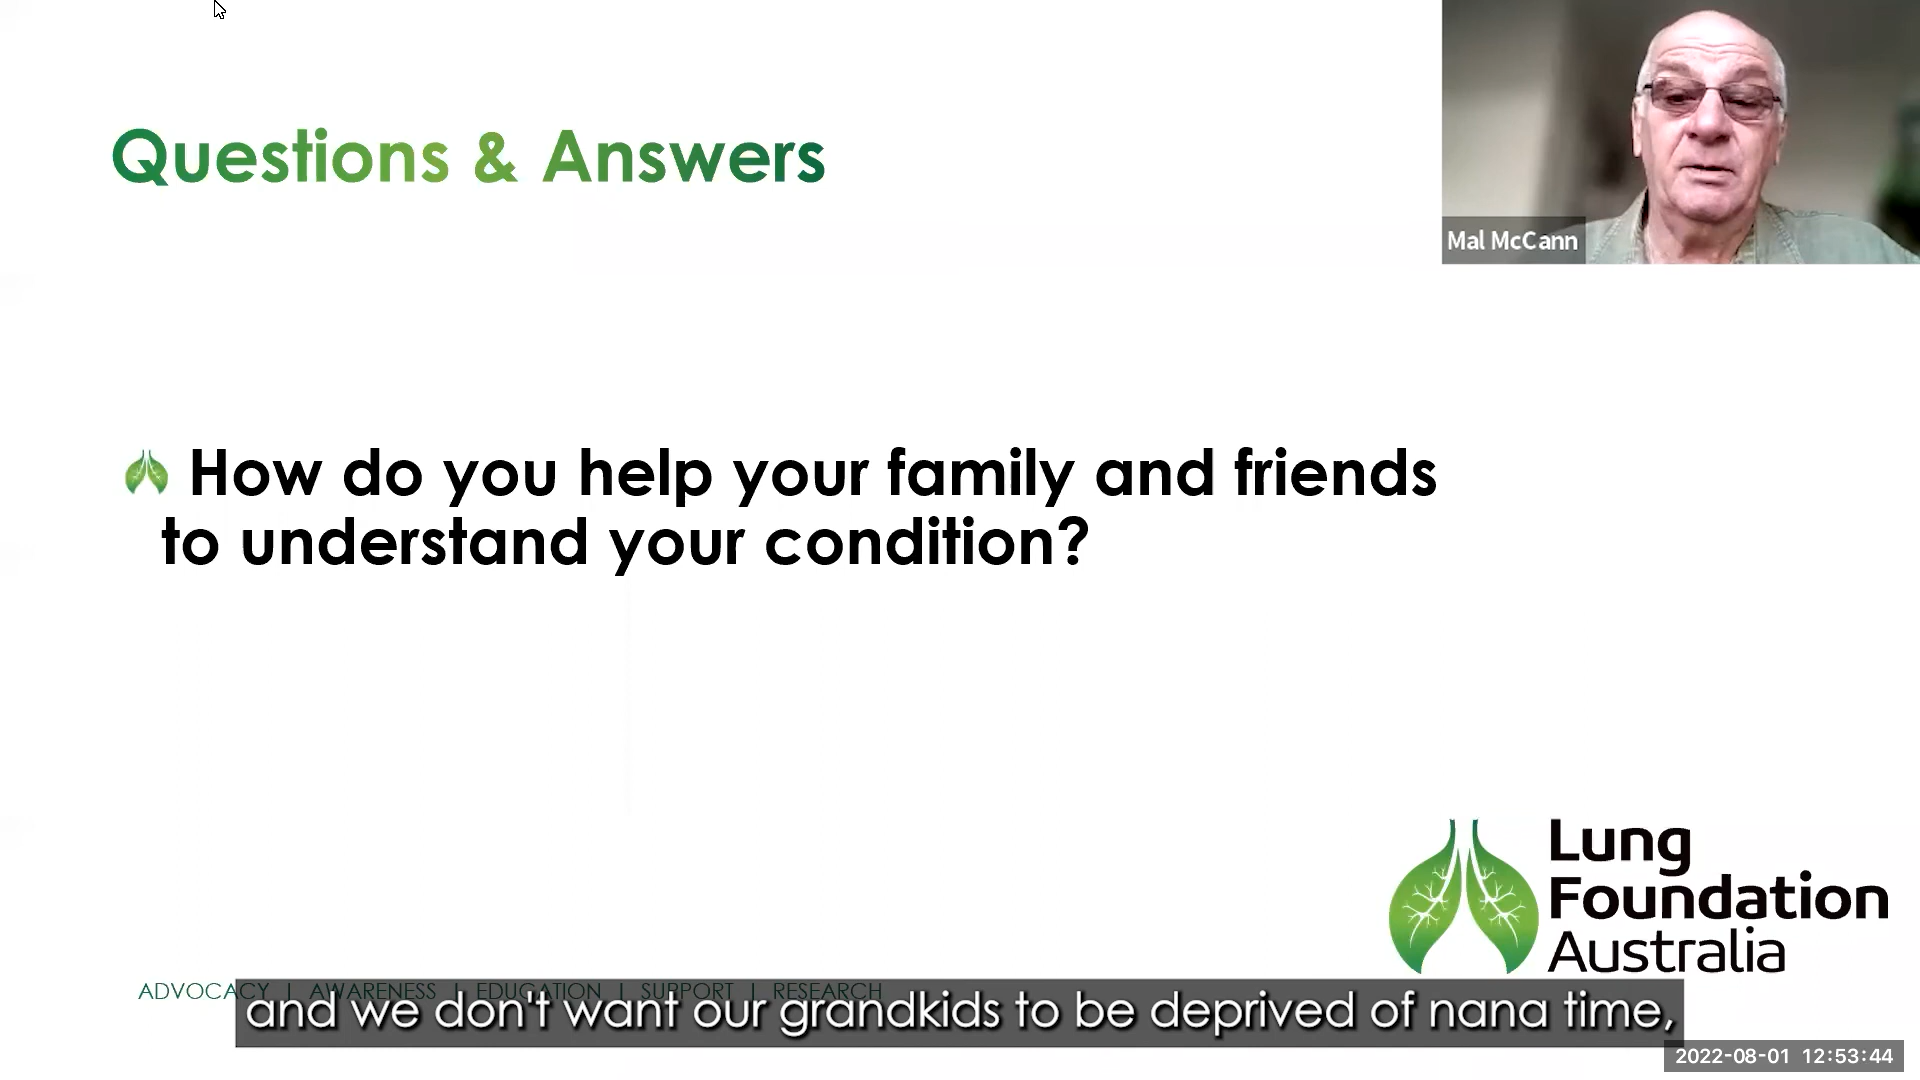 Questions & Answers
Mal McCann
How do you help your family and friends
to understand your condition?
Lung
Foundation
Australia
ADVOCACY | AWARENESS | EDUCATION | SUPPORT | RESEARCH
and we don't want our grandkids to be deprived of nana time,
2022-08-01 12:53:44